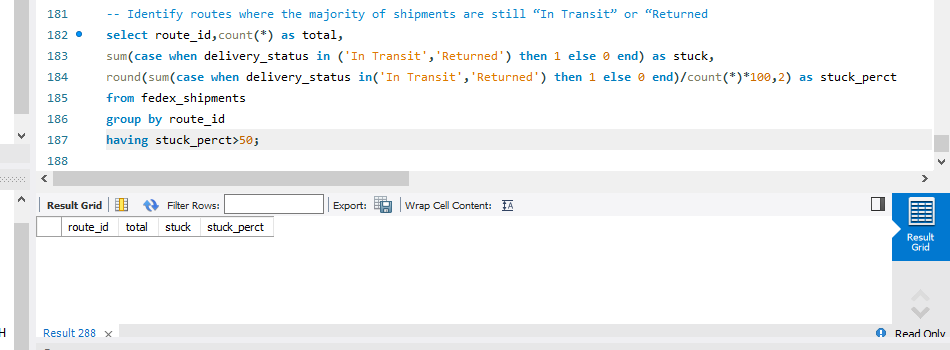 181 -- Identify routes where the majority of shipments are still “In Transit” or “Returned
182 select route_id,count(*) as total,
183 sum(case when delivery_status in ('In Transit','Returned') then 1 else 0 end) as stuck,
184 round(sum(case when delivery_status in('In Transit','Returned') then 1 else 0 end)/count(*)*100,2) as stuck_perct
185 from fedex_shipments
186 group by route_id
187 having stuck_perct>50;
188
Result Grid Filter Rows: Export: Wrap Cell Content:
route_id total stuck stuck_perct
Result
Grid
H
Result 288 Read Only